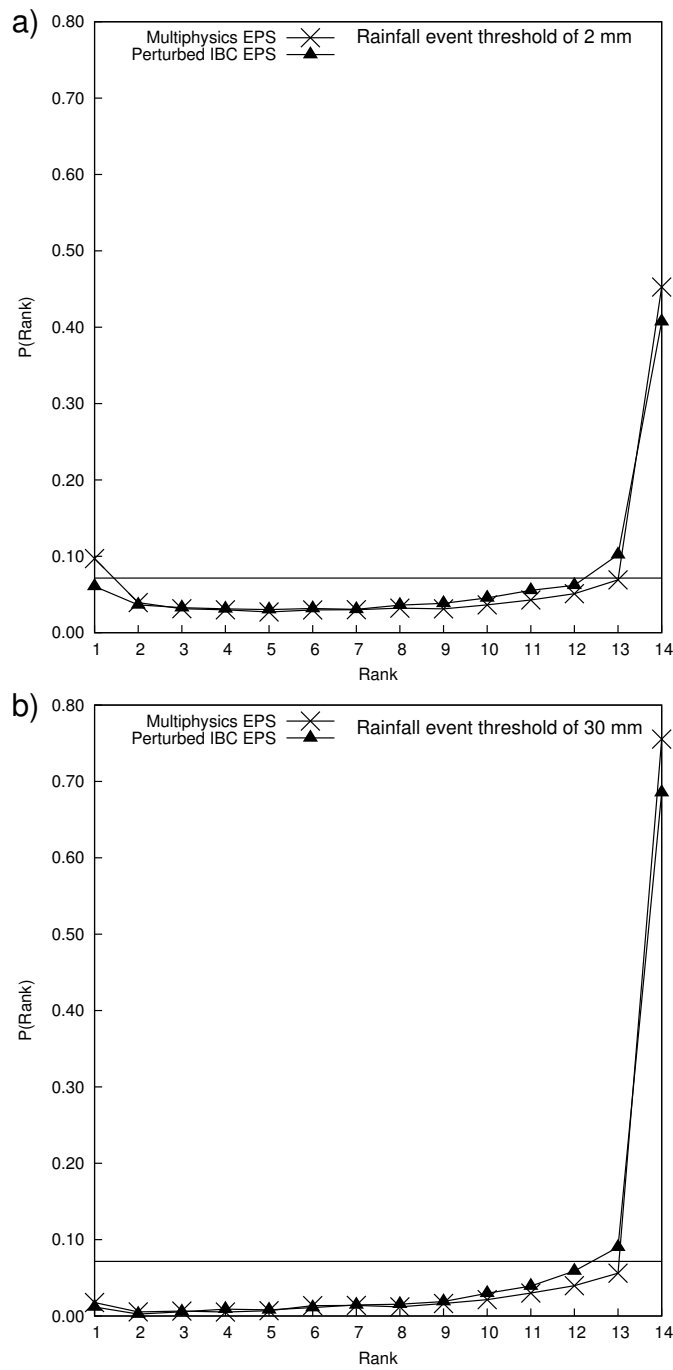 a)
Multiphysics EPS
Perturbed IBC EPS
Rainfall event threshold of 2 mm
0.80
0.70
0.60
0.50
0.40
0.30
0.20
0.10
0.00
P(Rank)
1 2 3 4 5 6 7 8 9 10 11 12 13 14
Rank
b)
Multiphysics EPS
Perturbed IBC EPS
Rainfall event threshold of 30 mm
0.80
0.70
0.60
0.50
0.40
0.30
0.20
0.10
0.00
P(Rank)
1 2 3 4 5 6 7 8 9 10 11 12 13 14
Rank